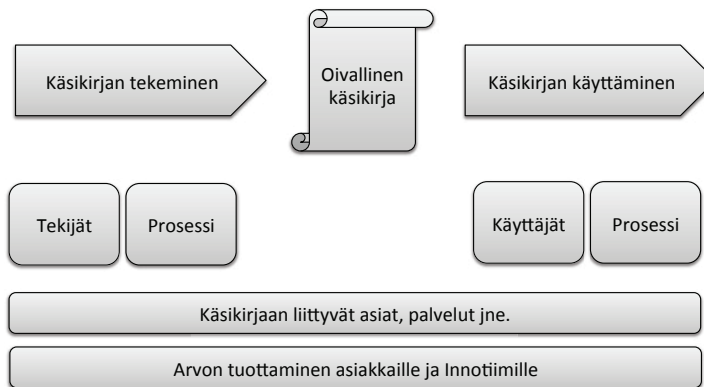 Käsikirjan tekeminen
Oivallinen
käsikirja
Käsikirjan käyttäminen
Tekijät
Prosessi
Käyttäjät
Prosessi
Käsikirjaan liittyvät asiat, palvelut jne.
Arvon tuottaminen asiakkaille ja Innotiimille